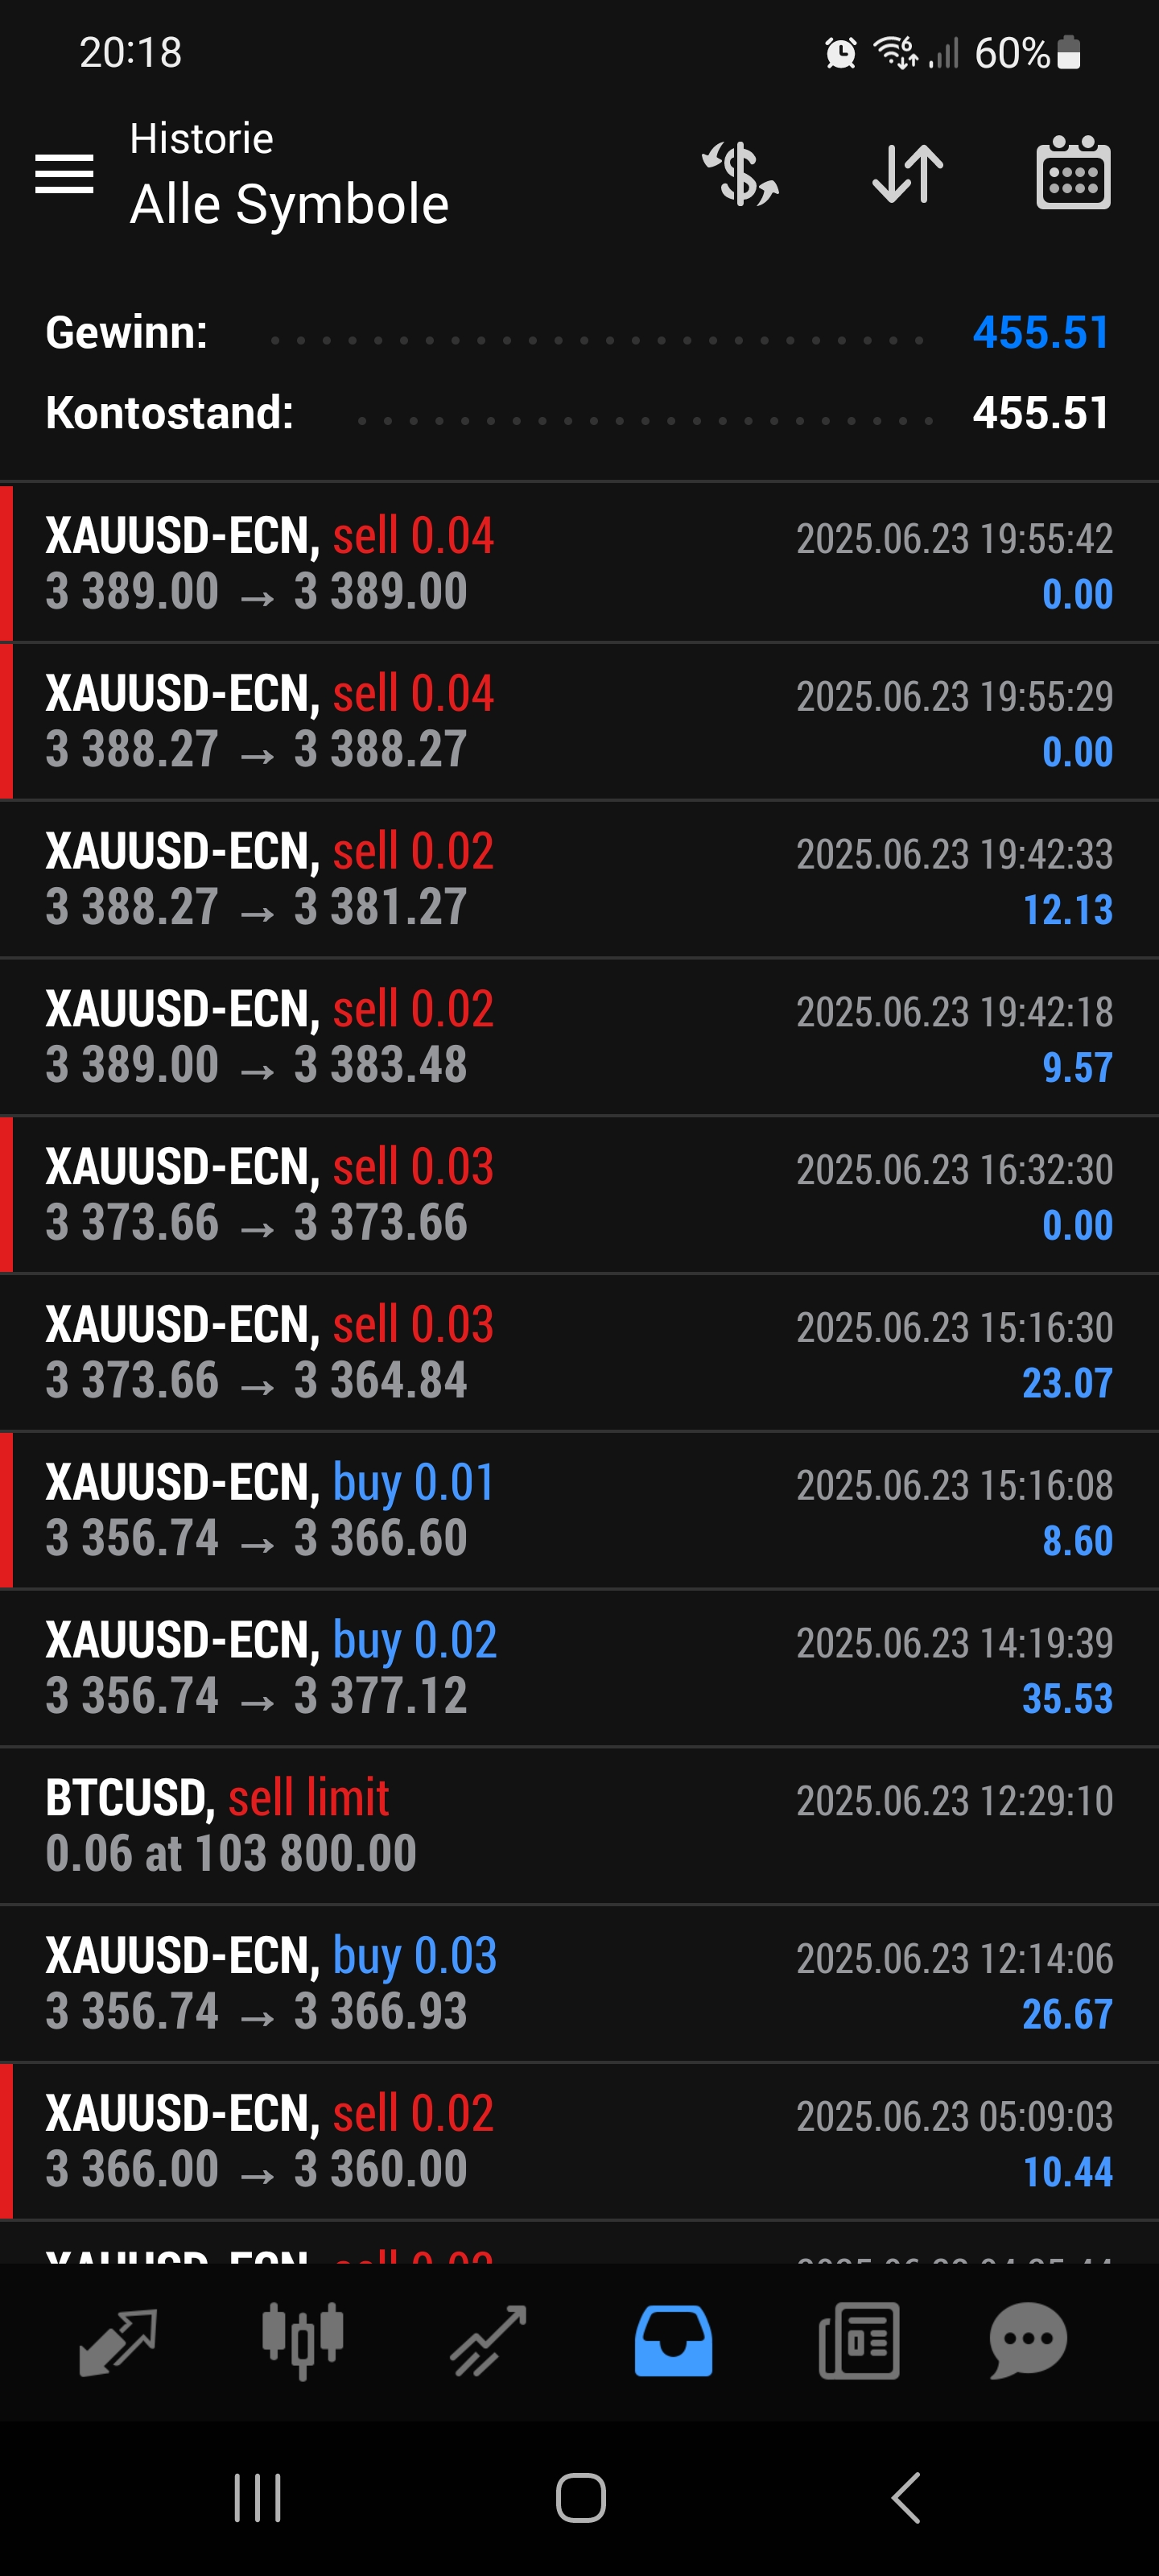 20:18
6
60%
Historie
Alle Symbole
Gewinn: 455.51
Kontostand: 455.51
XAUUSD-ECN, sell 0.04 2025.06.23 19:55:42
3 389.00 → 3 389.00 0.00
XAUUSD-ECN, sell 0.04 2025.06.23 19:55:29
3 388.27 → 3 388.27 0.00
XAUUSD-ECN, sell 0.02 2025.06.23 19:42:33
3 388.27 → 3 381.27 12.13
XAUUSD-ECN, sell 0.02 2025.06.23 19:42:18
3 389.00 → 3 383.48 9.57
XAUUSD-ECN, sell 0.03 2025.06.23 16:32:30
3 373.66 → 3 373.66 0.00
XAUUSD-ECN, sell 0.03 2025.06.23 15:16:30
3 373.66 → 3 364.84 23.07
XAUUSD-ECN, buy 0.01 2025.06.23 15:16:08
3 356.74 → 3 366.60 8.60
XAUUSD-ECN, buy 0.02 2025.06.23 14:19:39
3 356.74 → 3 377.12 35.53
BTCUSD, sell limit 2025.06.23 12:29:10
0.06 at 103 800.00
XAUUSD-ECN, buy 0.03 2025.06.23 12:14:06
3 356.74 → 3 366.93 26.67
XAUUSD-ECN, sell 0.02 2025.06.23 05:09:03
3 366.00 → 3 360.00 10.44
XAUUSD-ECN, sell